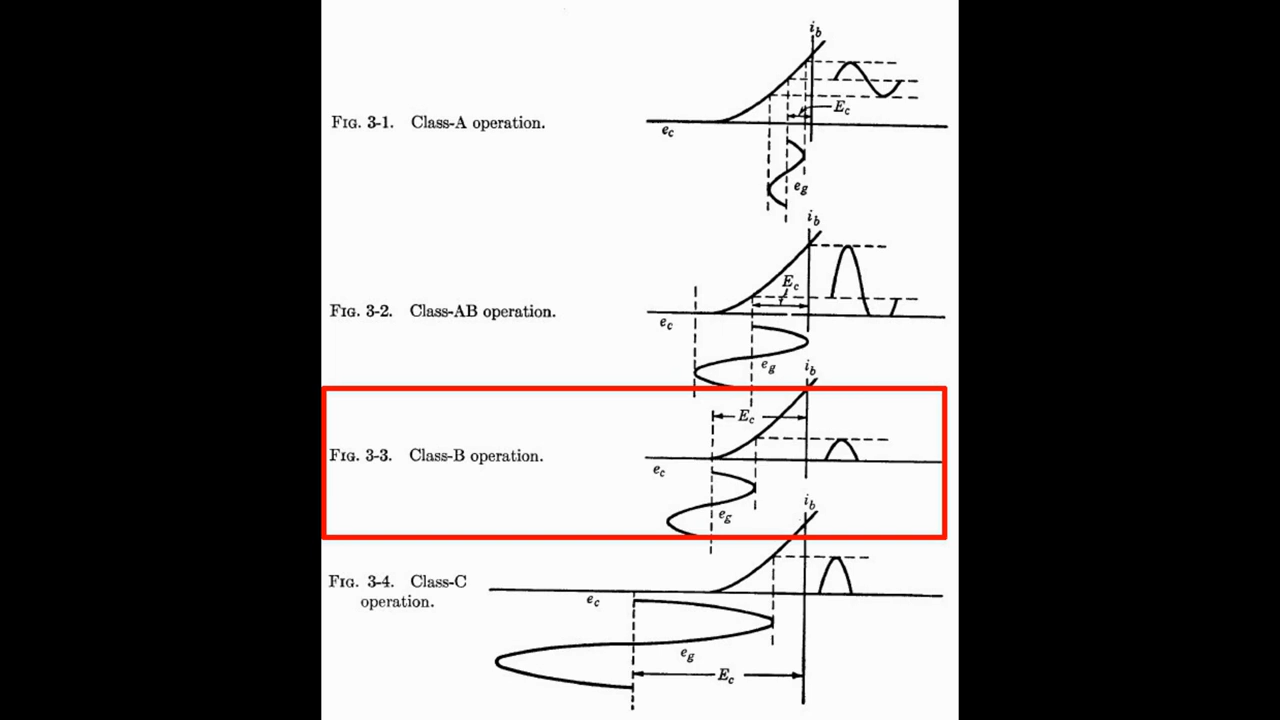 i_b
E_c
FIG. 3-1. Class-A operation.
e_c
e_g
i_b
E_c
FIG. 3-2. Class-AB operation.
e_c
e_g
i_b
E_c
FIG. 3-3. Class-B operation.
e_c
e_g
i_b
FIG. 3-4. Class-C
operation.
e_c
e_g
E_c